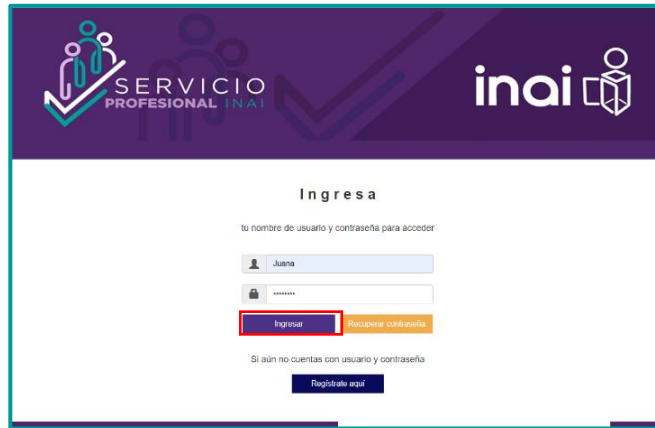 SERVICIO
PROFESIONAL INAI
inai
Ingresa
tu nombre de usuario y contraseña para acceder
Juana
Ingresar Recuperar contraseña
Si aún no cuentas con usuario y contraseña
Regístrate aquí